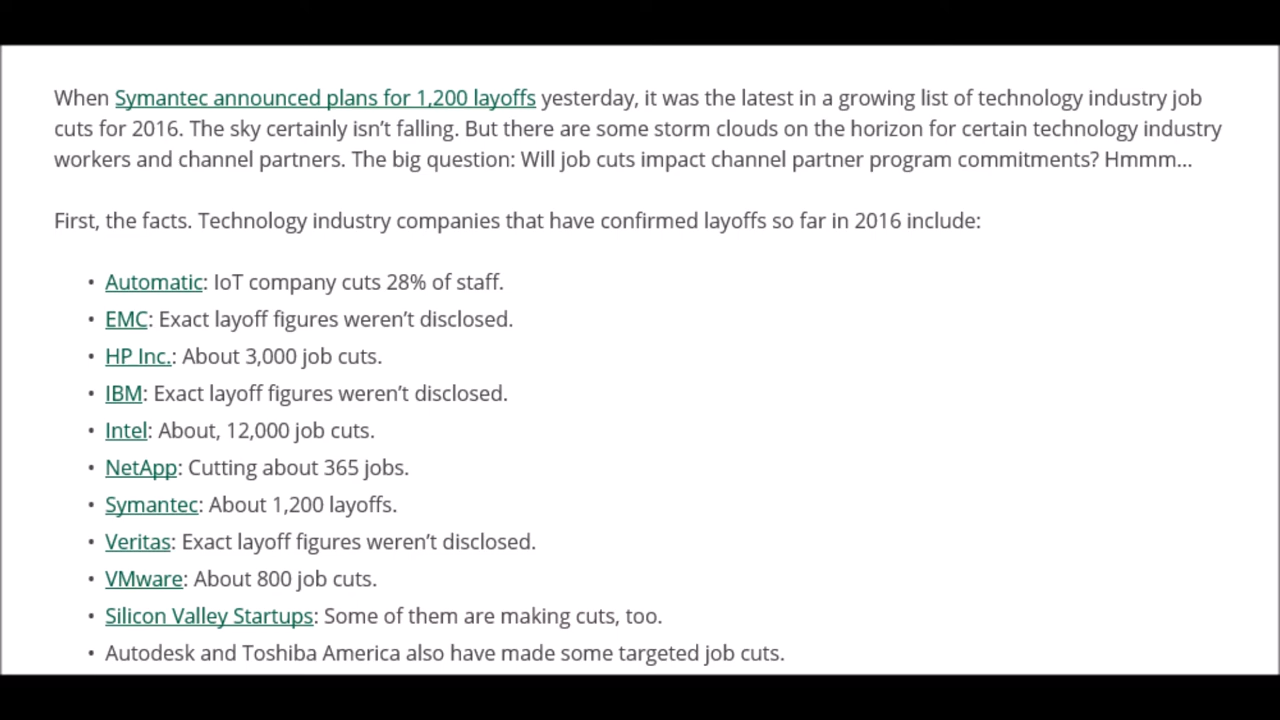 When Symantec announced plans for 1,200 layoffs yesterday, it was the latest in a growing list of technology industry job
cuts for 2016. The sky certainly isn’t falling. But there are some storm clouds on the horizon for certain technology industry
workers and channel partners. The big question: Will job cuts impact channel partner program commitments? Hmmm…
First, the facts. Technology industry companies that have confirmed layoffs so far in 2016 include:
• Automatic: IoT company cuts 28% of staff.
• EMC: Exact layoff figures weren’t disclosed.
• HP Inc.: About 3,000 job cuts.
• IBM: Exact layoff figures weren’t disclosed.
• Intel: About, 12,000 job cuts.
• NetApp: Cutting about 365 jobs.
• Symantec: About 1,200 layoffs.
• Veritas: Exact layoff figures weren’t disclosed.
• VMware: About 800 job cuts.
• Silicon Valley Startups: Some of them are making cuts, too.
• Autodesk and Toshiba America also have made some targeted job cuts.